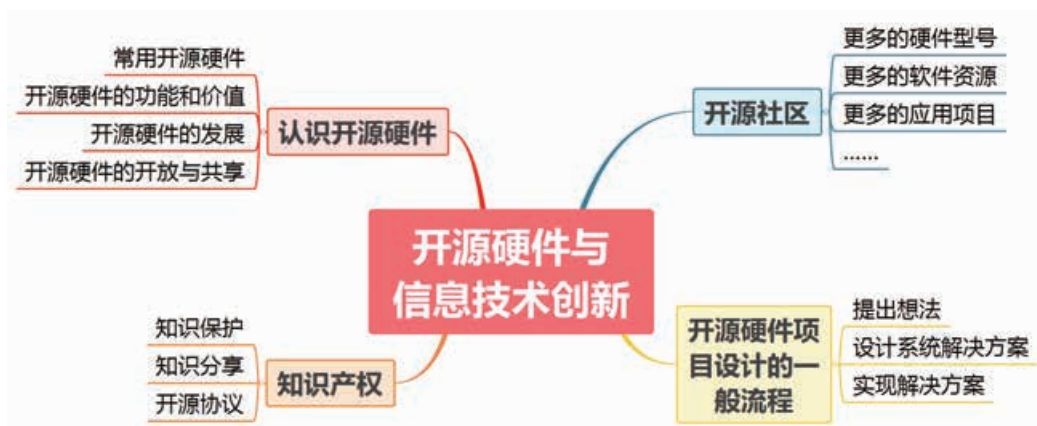 常用开源硬件
开源硬件的功能和价值
开源硬件的发展
开源硬件的开放与共享
认识开源硬件
开源社区
更多的硬件型号
更多的软件资源
更多的应用项目
……
开源硬件与
信息技术创新
知识保护
知识分享
开源协议
知识产权
开源硬件项
目设计的一
般流程
提出想法
设计系统解决方案
实现解决方案